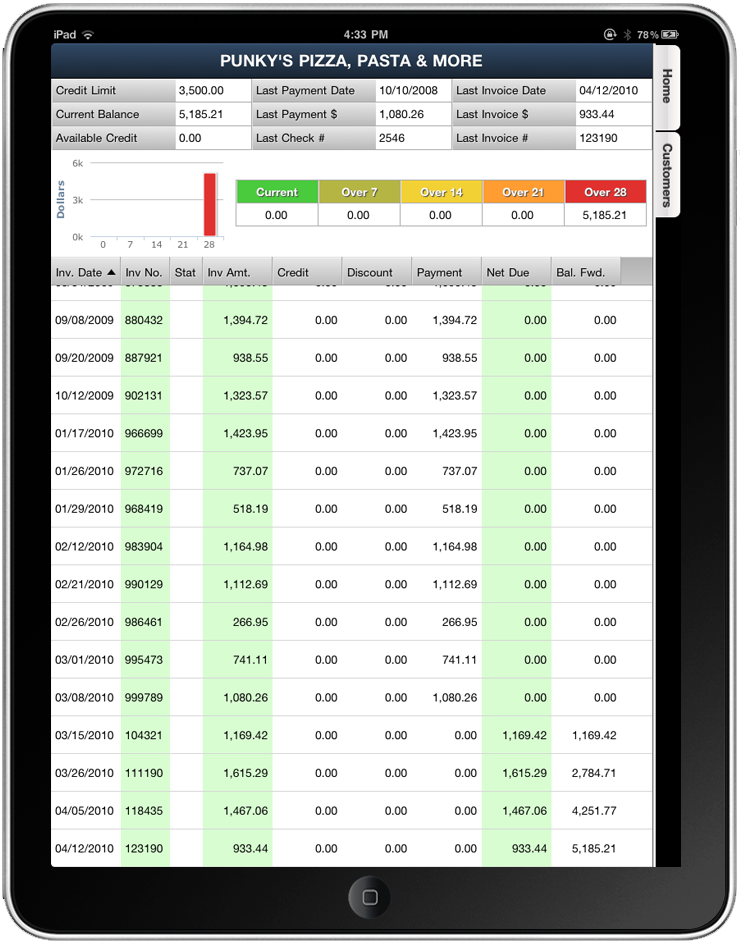 iPad 4:33 PM 78%
PUNKY'S PIZZA, PASTA & MORE
Home
Customers
Credit Limit 3,500.00 Last Payment Date 10/10/2008 Last Invoice Date 04/12/2010
Current Balance 5,185.21 Last Payment $ 1,080.26 Last Invoice $ 933.44
Available Credit 0.00 Last Check # 2546 Last Invoice # 123190
Dollars
6k
3k
0k
0 7 14 21 28
Current Over 7 Over 14 Over 21 Over 28
0.00 0.00 0.00 0.00 5,185.21
Inv. Date Inv No. Stat Inv Amt. Credit Discount Payment Net Due Bal. Fwd.
09/08/2009 880432 1,394.72 0.00 0.00 1,394.72 0.00 0.00
09/20/2009 887921 938.55 0.00 0.00 938.55 0.00 0.00
10/12/2009 902131 1,323.57 0.00 0.00 1,323.57 0.00 0.00
01/17/2010 966699 1,423.95 0.00 0.00 1,423.95 0.00 0.00
01/26/2010 972716 737.07 0.00 0.00 737.07 0.00 0.00
01/29/2010 968419 518.19 0.00 0.00 518.19 0.00 0.00
02/12/2010 983904 1,164.98 0.00 0.00 1,164.98 0.00 0.00
02/21/2010 990129 1,112.69 0.00 0.00 1,112.69 0.00 0.00
02/26/2010 986461 266.95 0.00 0.00 266.95 0.00 0.00
03/01/2010 995473 741.11 0.00 0.00 741.11 0.00 0.00
03/08/2010 999789 1,080.26 0.00 0.00 1,080.26 0.00 0.00
03/15/2010 104321 1,169.42 0.00 0.00 0.00 1,169.42 1,169.42
03/26/2010 111190 1,615.29 0.00 0.00 0.00 1,615.29 2,784.71
04/05/2010 118435 1,467.06 0.00 0.00 0.00 1,467.06 4,251.77
04/12/2010 123190 933.44 0.00 0.00 0.00 933.44 5,185.21